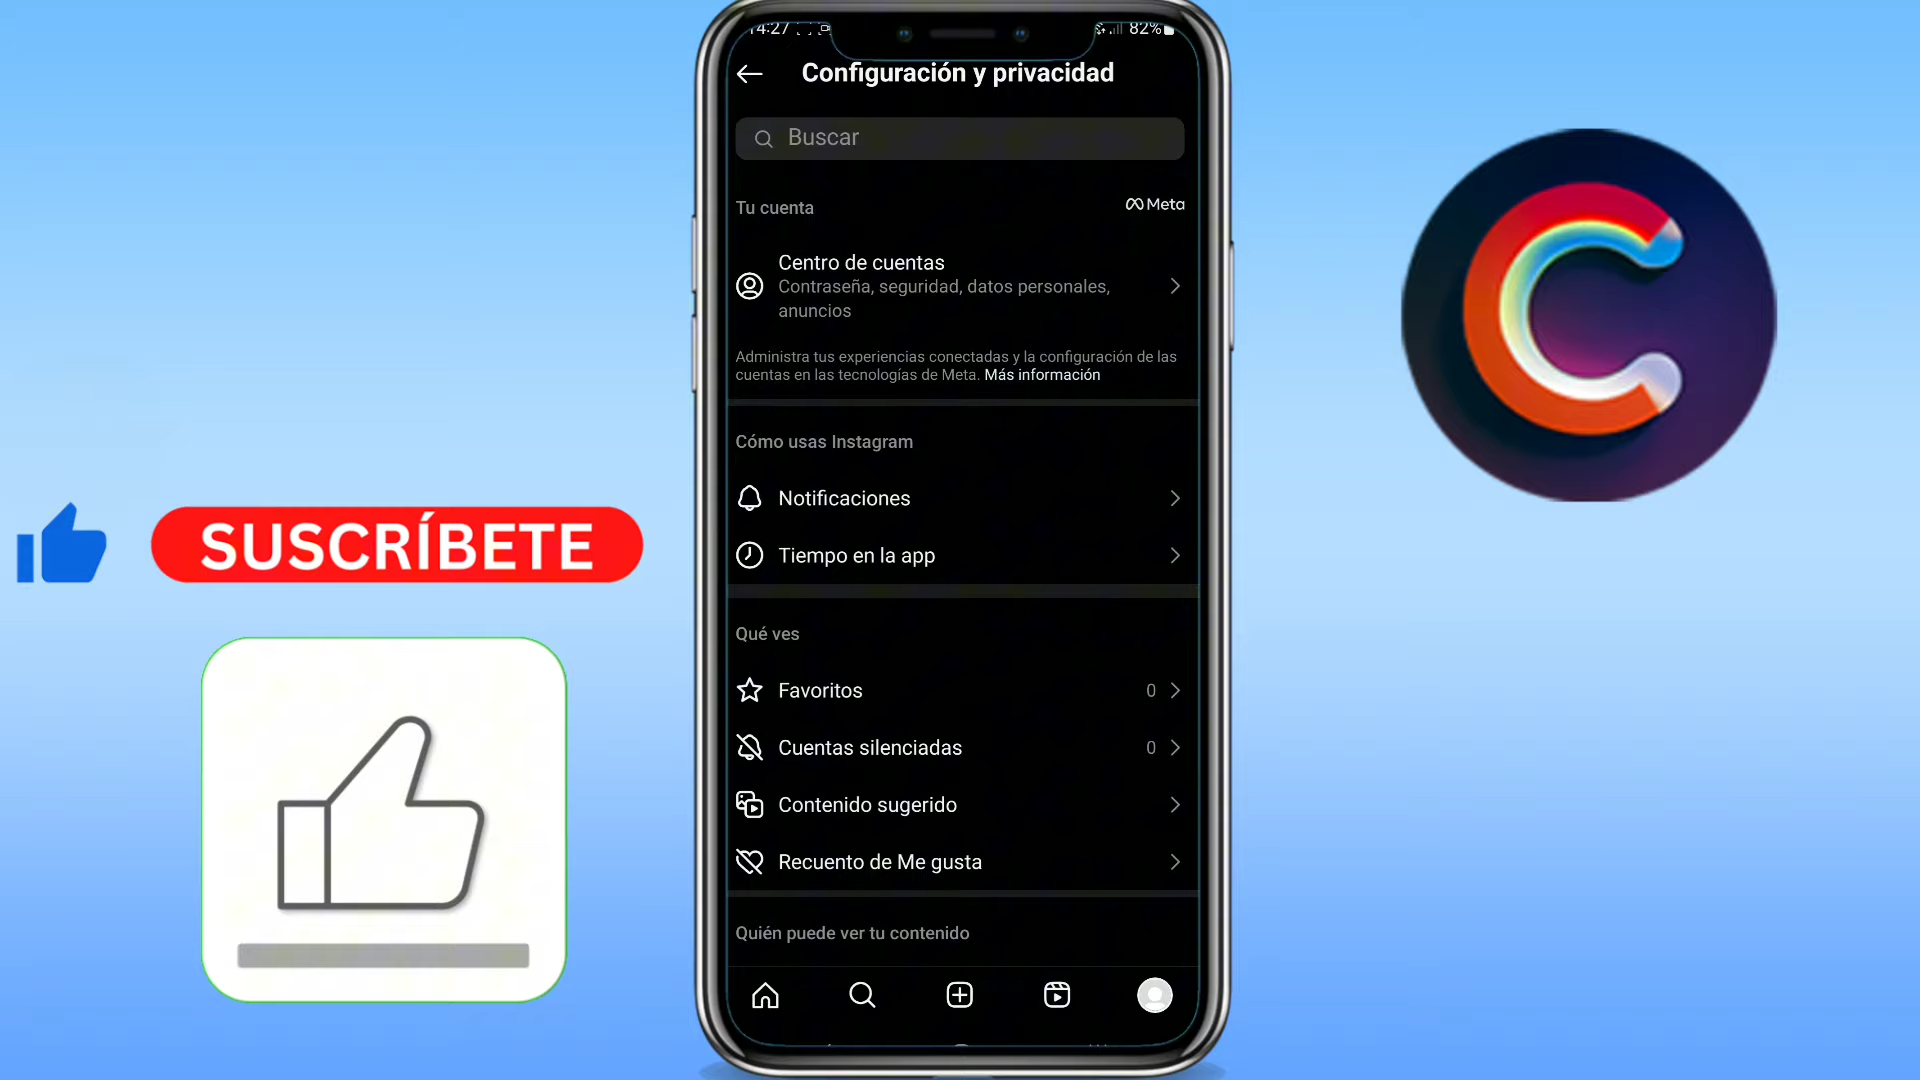 14:27
82%
Configuración y privacidad
Buscar
Tu cuenta
Meta
Centro de cuentas
Contraseña, seguridad, datos personales,
anuncios
Administra tus experiencias conectadas y la configuración de las
cuentas en las tecnologías de Meta. Más información
Cómo usas Instagram
Notificaciones
Tiempo en la app
Qué ves
Favoritos
0
Cuentas silenciadas
0
Contenido sugerido
Recuento de Me gusta
Quién puede ver tu contenido
SUSCRÍBETE
C